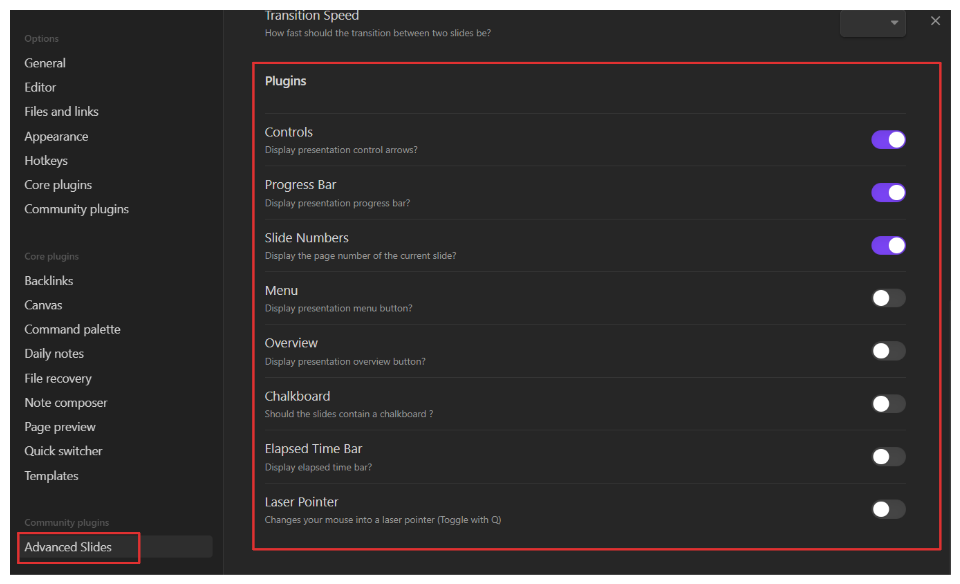 Options
General
Editor
Files and links
Appearance
Hotkeys
Core plugins
Community plugins
Core plugins
Backlinks
Canvas
Command palette
Daily notes
File recovery
Note composer
Page preview
Quick switcher
Templates
Community plugins
Advanced Slides
Transition Speed
How fast should the transition between two slides be?
Plugins
Controls
Display presentation control arrows?
Progress Bar
Display presentation progress bar?
Slide Numbers
Display the page number of the current slide?
Menu
Display presentation menu button?
Overview
Display presentation overview button?
Chalkboard
Should the slides contain a chalkboard ?
Elapsed Time Bar
Display elapsed time bar?
Laser Pointer
Changes your mouse into a laser pointer (Toggle with Q)